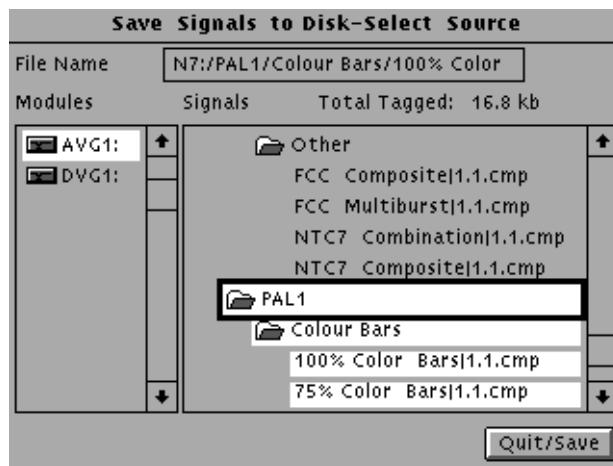 Save Signals to Disk-Select Source
File Name N7:/PAL1/Colour Bars/100% Color
Modules Signals Total Tagged: 16.8 kb
AVG1: Other
DVG1: FCC Composite|1.1.cmp
FCC Multiburst|1.1.cmp
NTC7 Combination|1.1.cmp
NTC7 Composite|1.1.cmp
PAL1
Colour Bars
100% Color Bars|1.1.cmp
75% Color Bars|1.1.cmp
Quit/Save